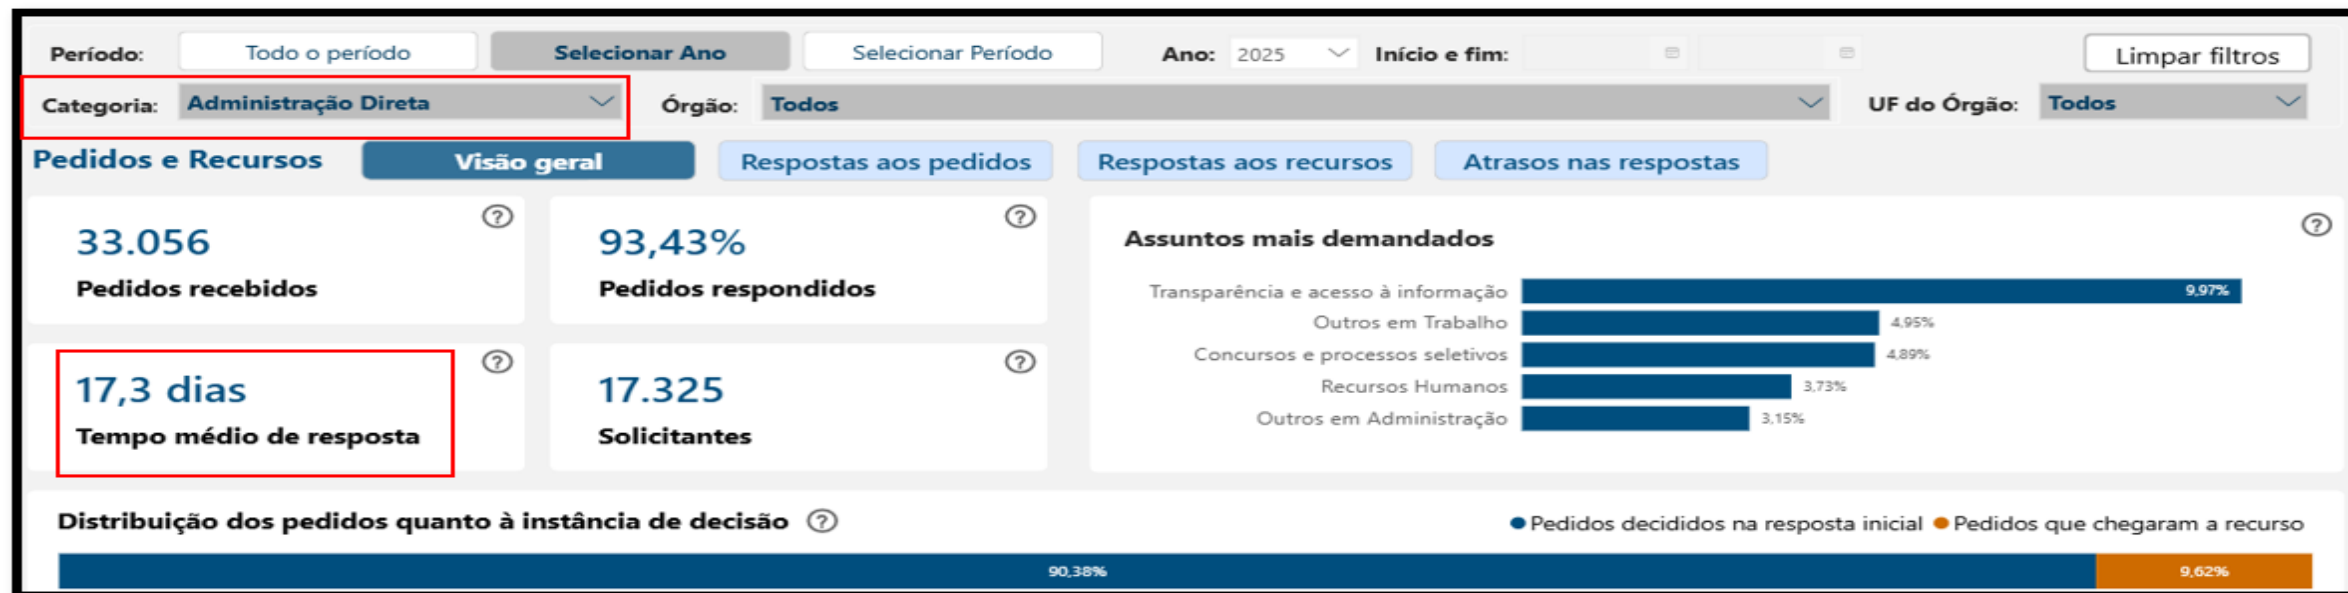 Período: Todo o período Selecionar Ano Selecionar Período Ano: 2025 Início e fim: Limpar filtros
Categoria: Administração Direta Órgão: Todos UF do Órgão: Todos
Pedidos e Recursos Visão geral Respostas aos pedidos Respostas aos recursos Atrasos nas respostas
33.056
Pedidos recebidos
93,43%
Pedidos respondidos
17,3 dias
Tempo médio de resposta
17.325
Solicitantes
Assuntos mais demandados
Transparência e acesso à informação 9,97%
Outros em Trabalho 4,95%
Concursos e processos seletivos 4,89%
Recursos Humanos 3,73%
Outros em Administração 3,15%
Distribuição dos pedidos quanto à instância de decisão
Pedidos decididos na resposta inicial Pedidos que chegaram a recurso
90,38% 9,62%